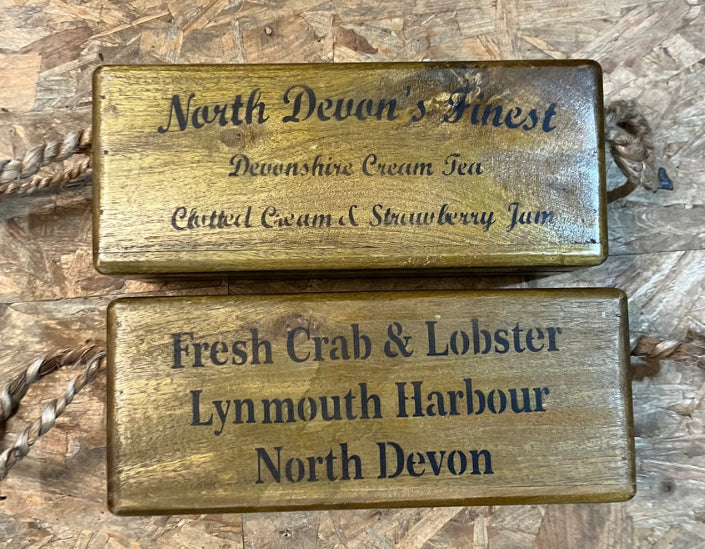 North Devon's Finest
Devonshire Cream Tea
Clotted Cream & Strawberry Jam
Fresh Crab & Lobster
Lynmouth Harbour
North Devon